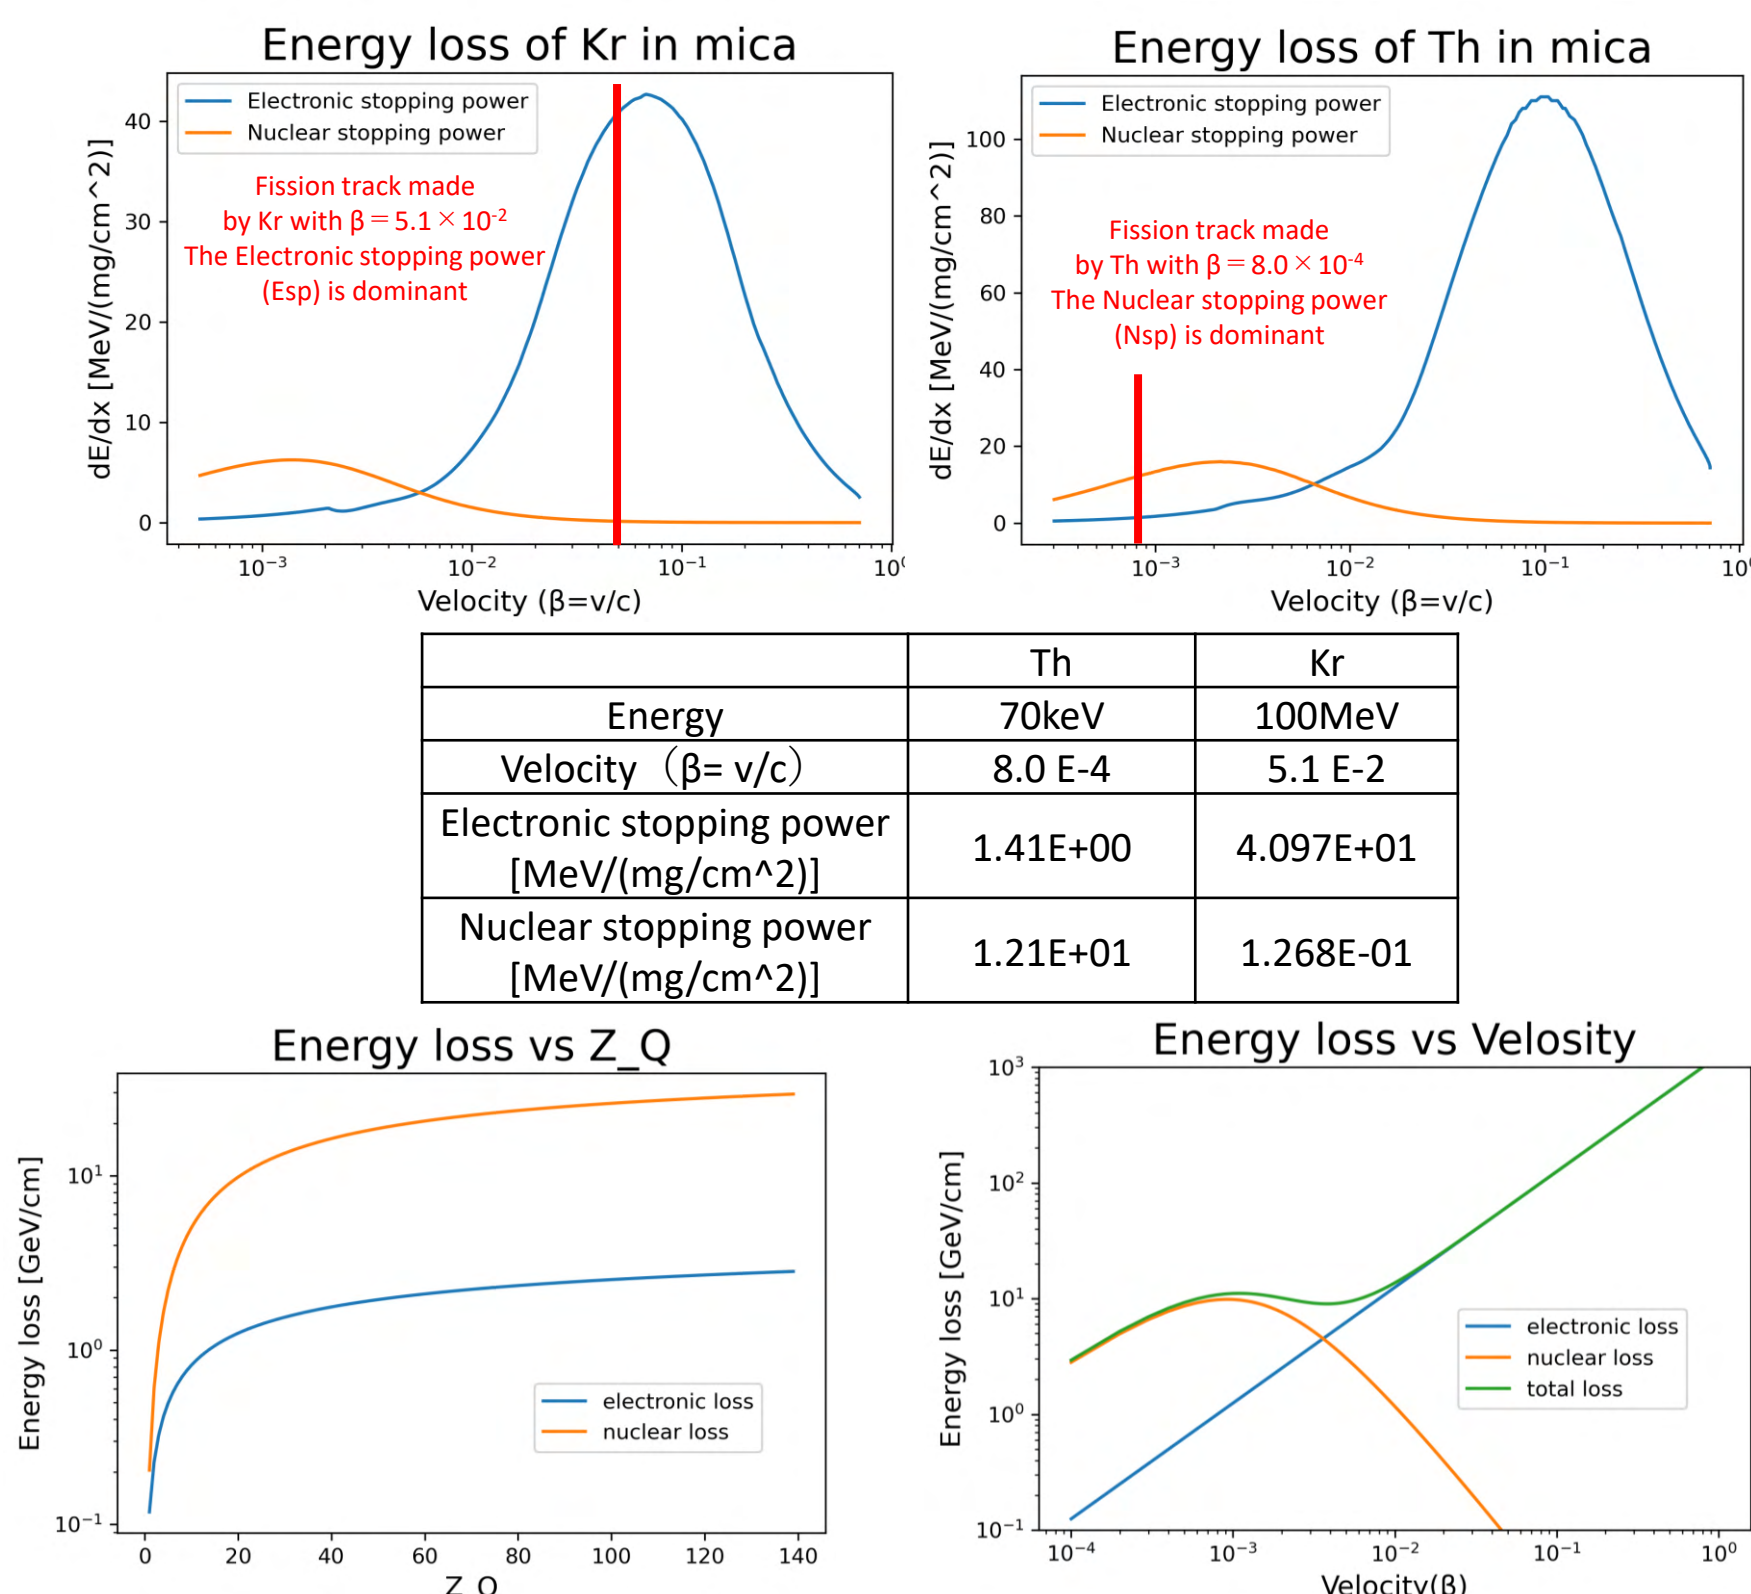 Energy loss of Kr in mica
Electronic stopping power
Nuclear stopping power
Fission track made
by Kr with β＝5.1×10⁻²
The Electronic stopping power
(Esp) is dominant
dE/dx [MeV/(mg/cm^2)]
40
30
20
10
0
10⁻³ 10⁻² 10⁻¹ 10⁰
Velocity (β=v/c)
Energy loss of Th in mica
Electronic stopping power
Nuclear stopping power
Fission track made
by Th with β＝8.0×10⁻⁴
The Nuclear stopping power
(Nsp) is dominant
dE/dx [MeV/(mg/cm^2)]
100
80
60
40
20
0
10⁻³ 10⁻² 10⁻¹ 10⁰
Velocity (β=v/c)
Th Kr
Energy 70keV 100MeV
Velocity（β= v/c） 8.0 E-4 5.1 E-2
Electronic stopping power
[MeV/(mg/cm^2)] 1.41E+00 4.097E+01
Nuclear stopping power
[MeV/(mg/cm^2)] 1.21E+01 1.268E-01
Energy loss vs Z_Q
Energy loss [GeV/cm]
10¹
10⁰
10⁻¹
electronic loss
nuclear loss
0 20 40 60 80 100 120 140
Z_Q
Energy loss vs Velosity
Energy loss [GeV/cm]
10³
10²
10¹
10⁰
10⁻¹
electronic loss
nuclear loss
total loss
10⁻⁴ 10⁻³ 10⁻² 10⁻¹ 10⁰
Velocity(β)